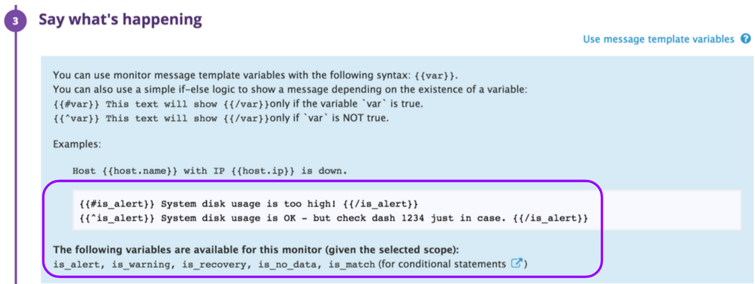 3
Say what's happening
Use message template variables ?
You can use monitor message template variables with the following syntax: {{var}}.
You can also use a simple if-else logic to show a message depending on the existence of a variable:
{{#var}} This text will show {{/var}}only if the variable `var` is true.
{{^var}} This text will show {{/var}}only if `var` is NOT true.
Examples:
Host {{host.name}} with IP {{host.ip}} is down.
{{#is_alert}} System disk usage is too high! {{/is_alert}}
{{^is_alert}} System disk usage is OK - but check dash 1234 just in case. {{/is_alert}}
The following variables are available for this monitor (given the selected scope):
is_alert, is_warning, is_recovery, is_no_data, is_match (for conditional statements )